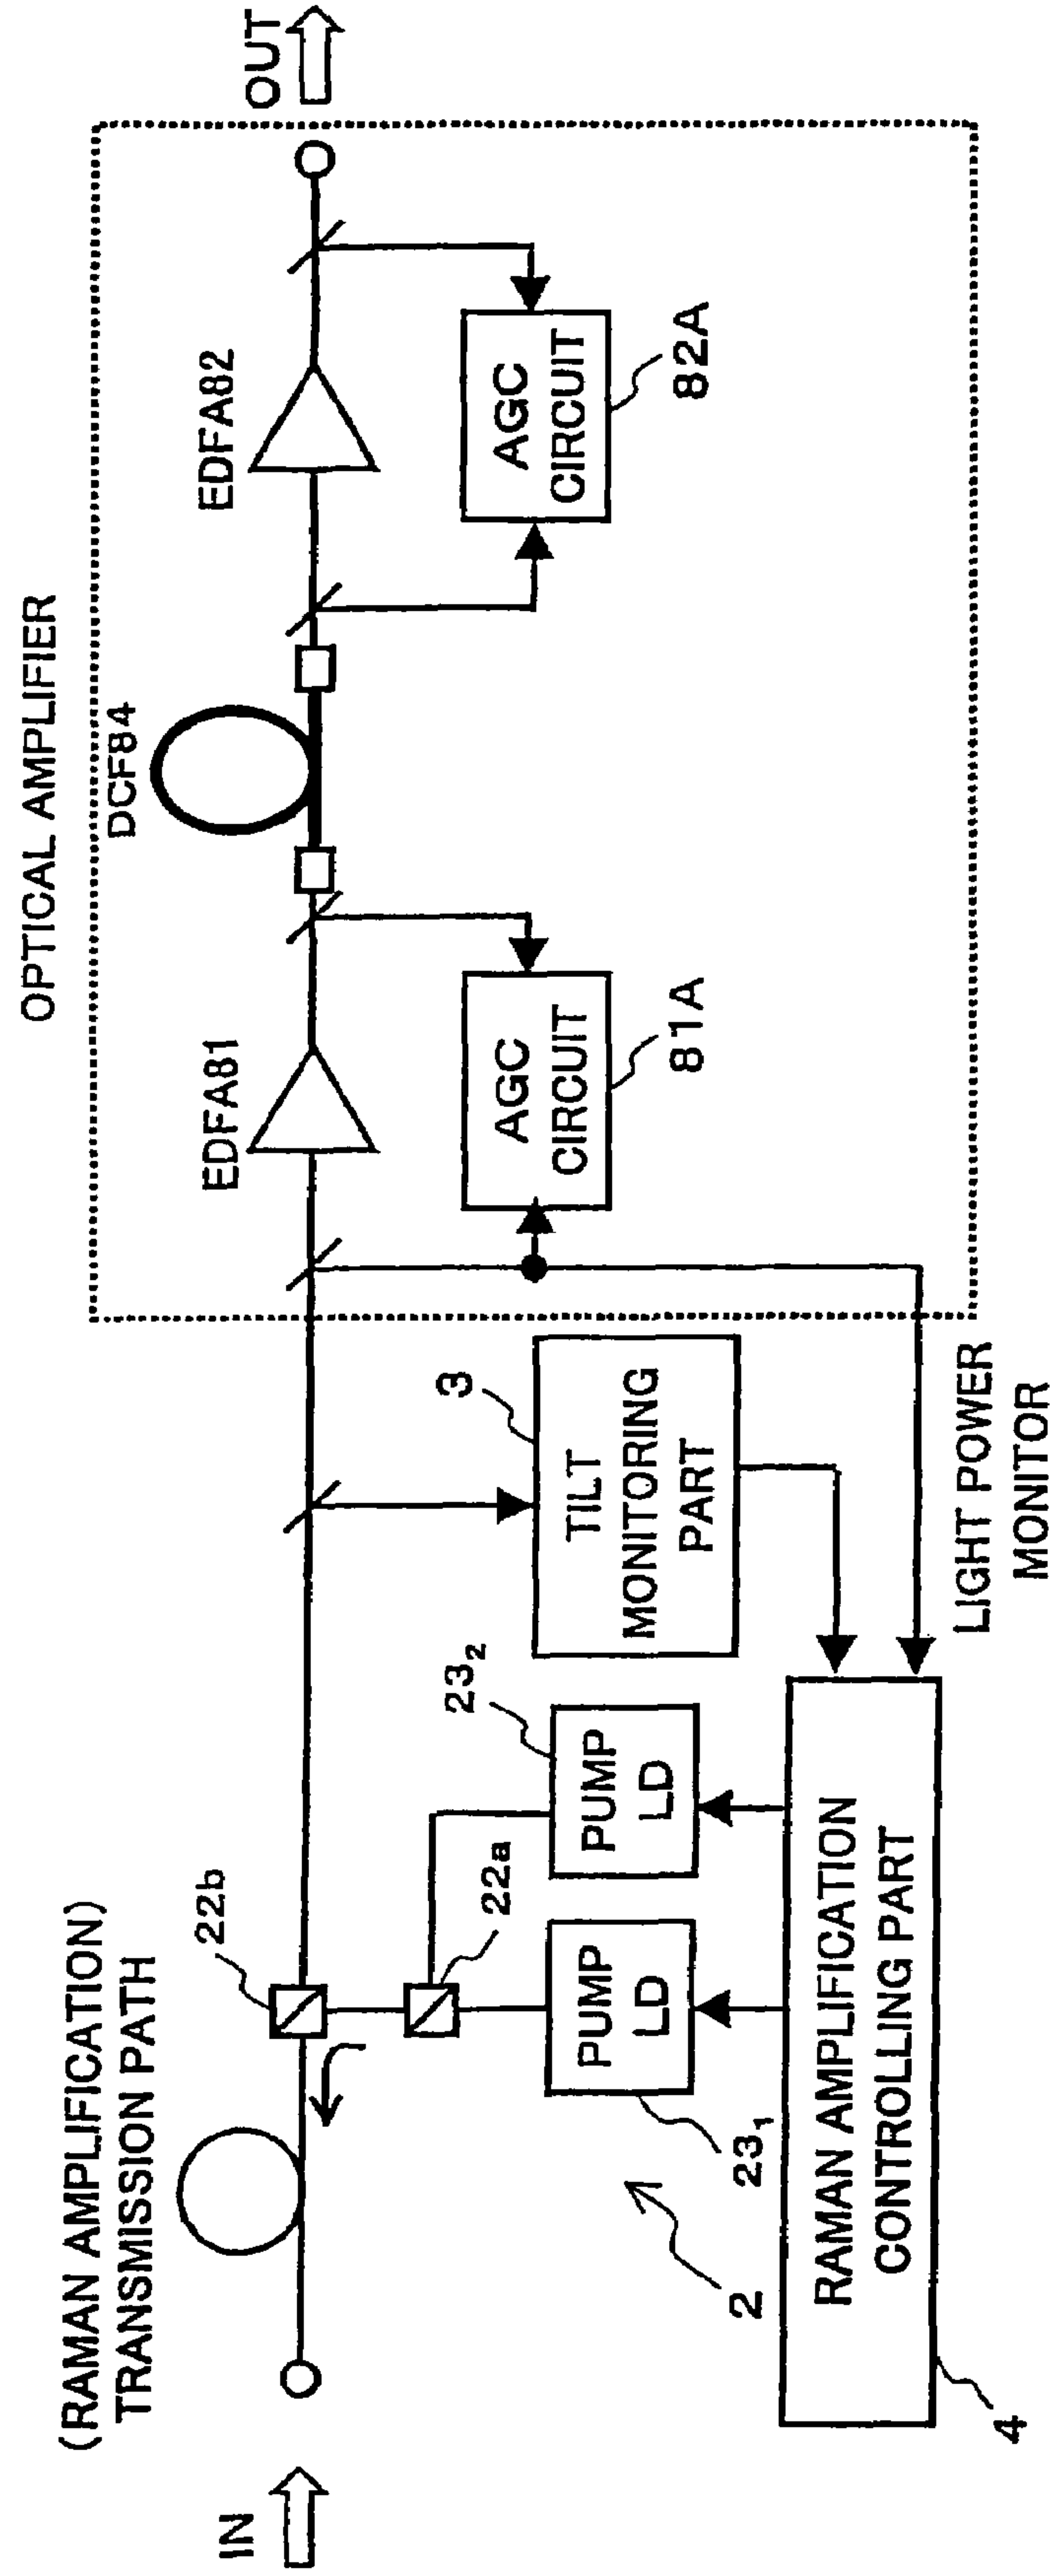 OPTICAL AMPLIFIER
(RAMAN AMPLIFICATION)
TRANSMISSION PATH
IN
22b
EDFA81
DCF84
EDFA82
OUT
22a
23₁
PUMP
LD
23₂
PUMP
LD
3
TILT
MONITORING
PART
AGC
CIRCUIT
81A
AGC
CIRCUIT
82A
2
RAMAN AMPLIFICATION
CONTROLLING PART
4
LIGHT POWER
MONITOR